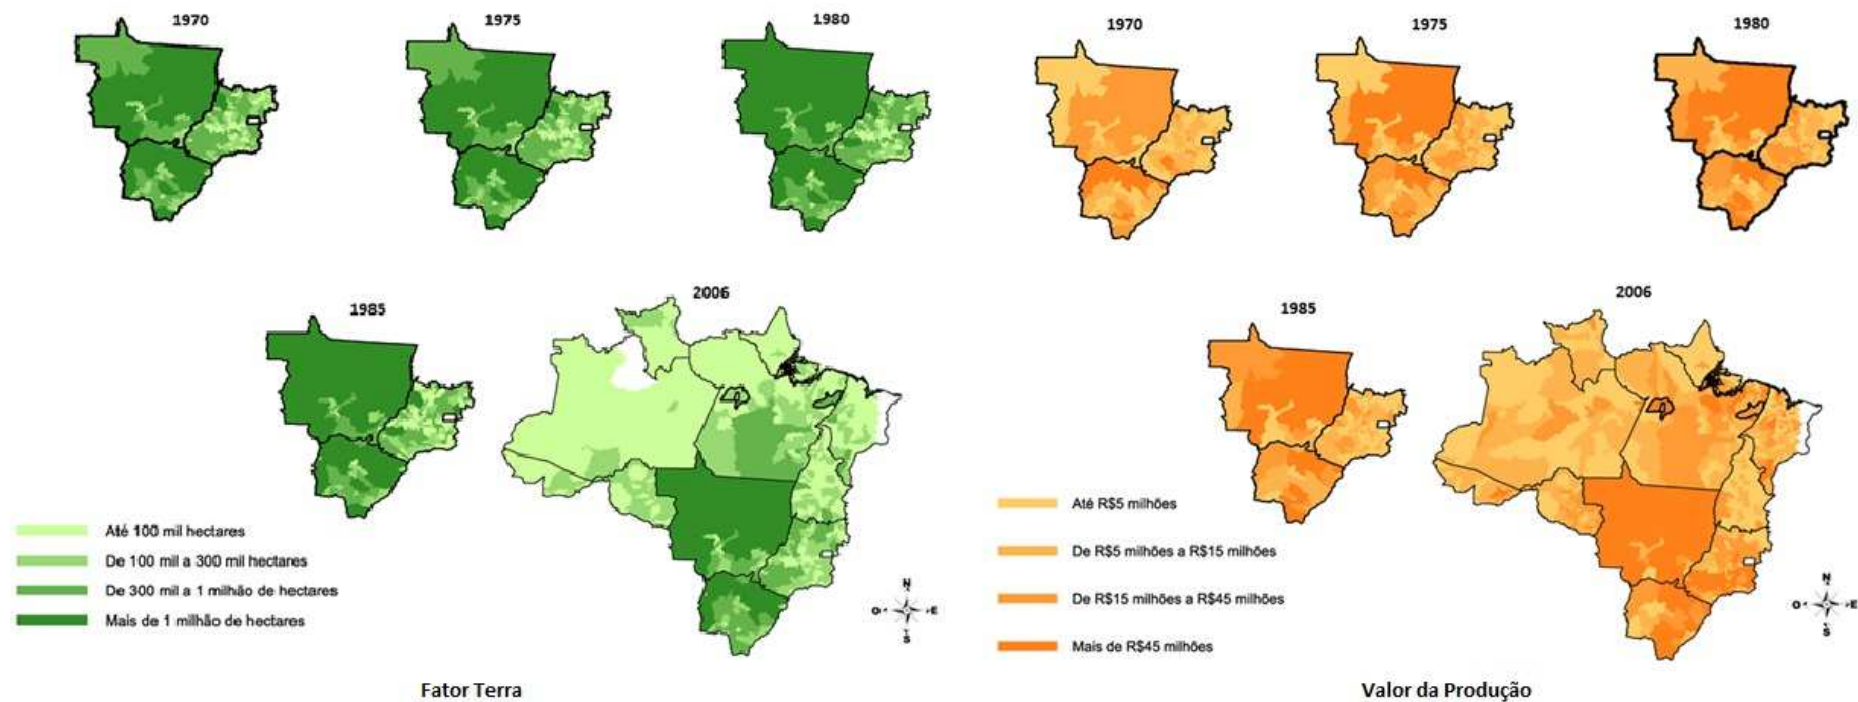 1970
1975
1980
1985
2006
Até 100 mil hectares
De 100 mil a 300 mil hectares
De 300 mil a 1 milhão de hectares
Mais de 1 milhão de hectares
N
O
E
S
Fator Terra
1970
1975
1980
1985
2006
Até R$5 milhões
De R$5 milhões a R$15 milhões
De R$15 milhões a R$45 milhões
Mais de R$45 milhões
N
O
E
S
Valor da Produção